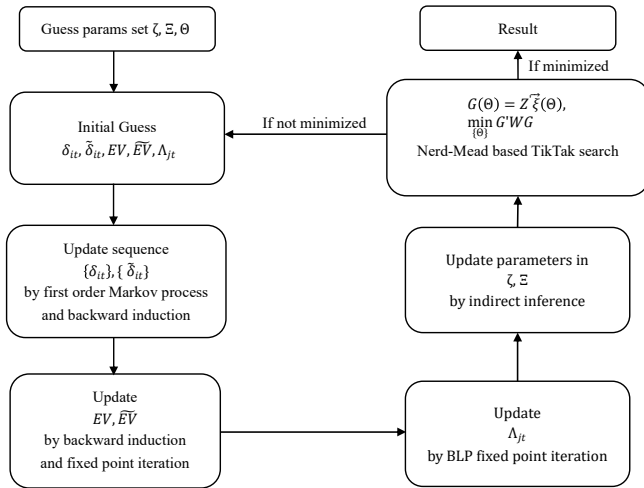 Guess params set ζ, Ξ, Θ
Result
If minimized
G(Θ) = Z′ξ⃗(Θ),
min G'WG
{Θ}
Nerd-Mead based TikTak search
If not minimized
Initial Guess
δ_it, δ̃_it, EV, E͠V, Λ_jt
Update sequence
{δ_it}, { δ̃_it}
by first order Markov process
and backward induction
Update parameters in
ζ, Ξ
by indirect inference
Update
EV, E͠V
by backward induction
and fixed point iteration
Update
Λ_jt
by BLP fixed point iteration